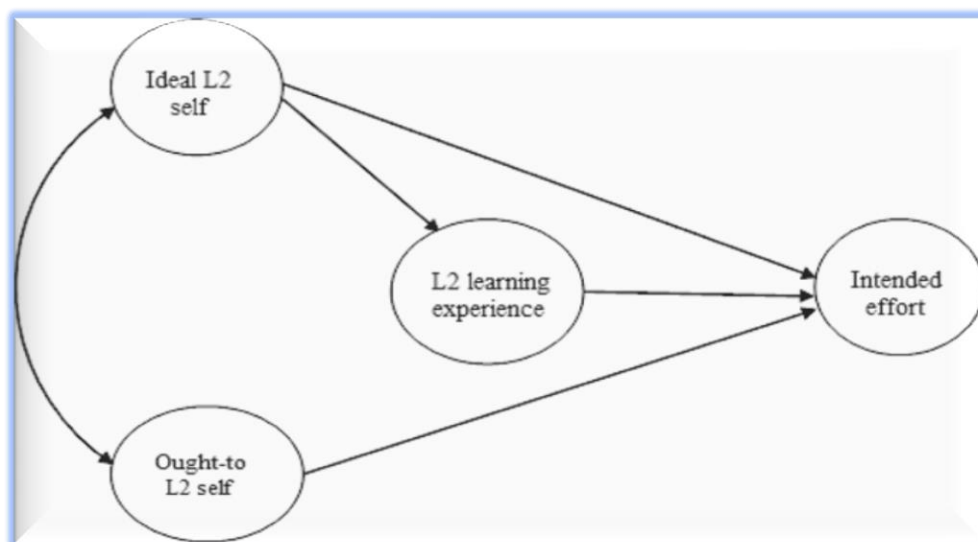 Ideal L2
self
L2 learning
experience
Intended
effort
Ought-to
L2 self